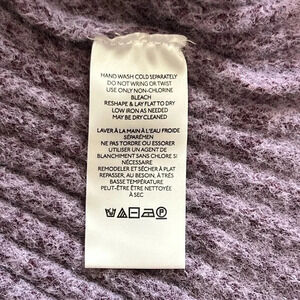 HAND WASH COLD SEPARATELY
DO NOT WRING OR TWIST
USE ONLY NON-CHLORINE
BLEACH
RESHAPE & LAY FLAT TO DRY
LOW IRON AS NEEDED
MAY BE DRY CLEANED
LAVER À LA MAIN À L'EAU FROIDE
SÉPARÉMEN
NE PAS TORDRE OU ESSORER
UTILISER UN AGENT DE
BLANCHIMENT SANS CHLORE SI
NÉCESSAIRE
REMODELER ET SÉCHER À PLAT
REPASSER, AU BESOIN, À TRÈS
BASSE TEMPÉRATURE
PEUT-ÊTRE ÊTRE NETTOYÉE
À SEC